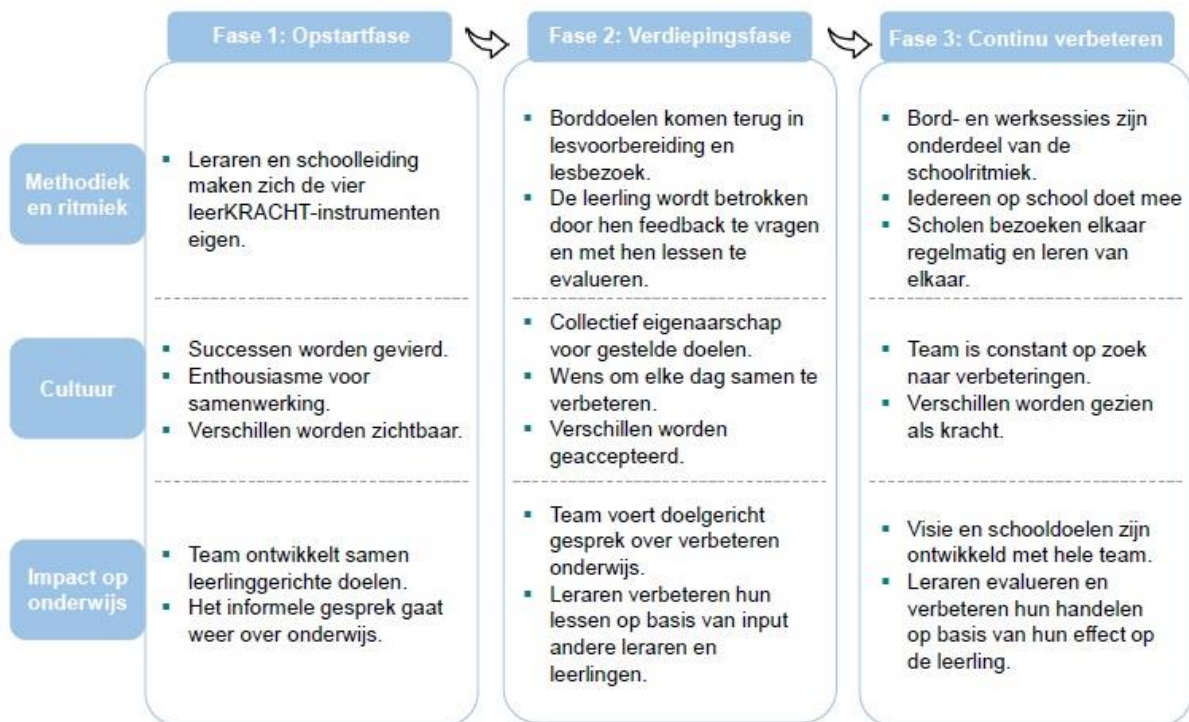 Fase 1: Opstartfase
Fase 2: Verdiepingsfase
Fase 3: Continu verbeteren
Methodiek
en ritmiek
Leraren en schoolleiding
maken zich de vier
leerKRACHT-instrumenten
eigen.
Borddoelen komen terug in
lesvoorbereiding en
lesbezoek.
De leerling wordt betrokken
door hen feedback te vragen
en met hen lessen te
evalueren.
Bord- en werksessies zijn
onderdeel van de
schoolritmiek.
Iedereen op school doet mee
Scholen bezoeken elkaar
regelmatig en leren van
elkaar.
Cultuur
Successen worden gevierd.
Enthousiasme voor
samenwerking.
Verschillen worden zichtbaar.
Collectief eigenaarschap
voor gestelde doelen.
Wens om elke dag samen te
verbeteren.
Verschillen worden
geaccepteerd.
Team is constant op zoek
naar verbeteringen.
Verschillen worden gezien
als kracht.
Impact op
onderwijs
Team ontwikkelt samen
leerlinggerichte doelen.
Het informele gesprek gaat
weer over onderwijs.
Team voert doelgericht
gesprek over verbeteren
onderwijs.
Leraren verbeteren hun
lessen op basis van input
andere leraren en
leerlingen.
Visie en schooldoelen zijn
ontwikkeld met hele team.
Leraren evalueren en
verbeteren hun handelen
op basis van hun effect op
de leerling.